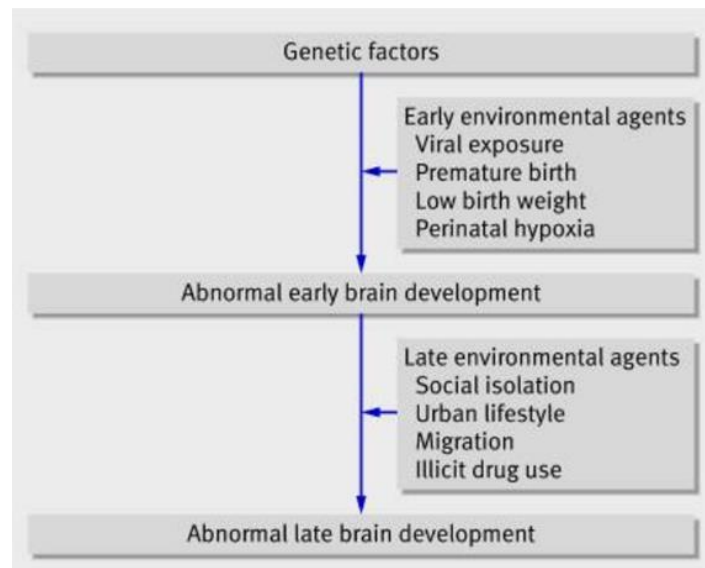 Genetic factors
Early environmental agents
Viral exposure
Premature birth
Low birth weight
Perinatal hypoxia
Abnormal early brain development
Late environmental agents
Social isolation
Urban lifestyle
Migration
Illicit drug use
Abnormal late brain development